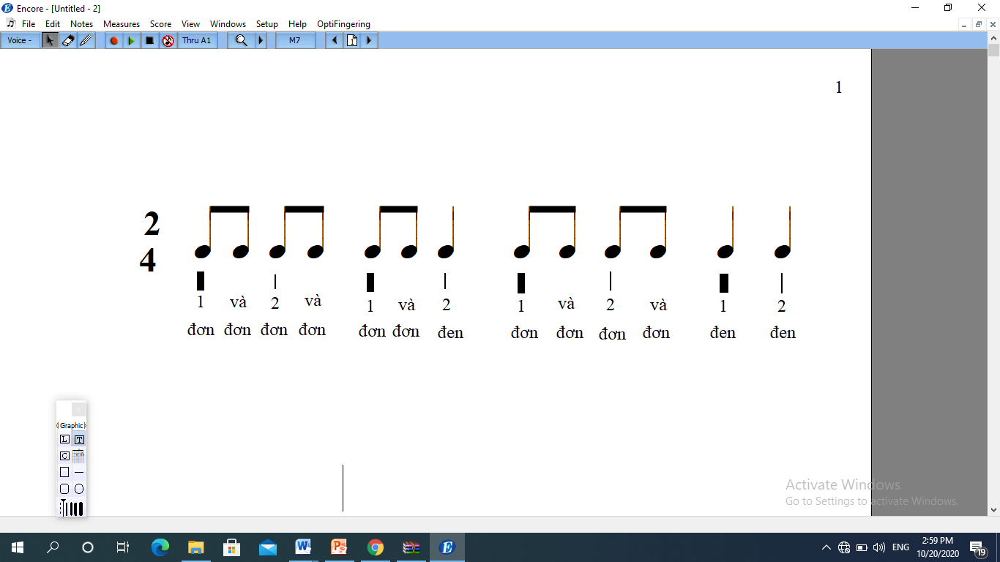 Encore - [Untitled - 2]
File Edit Notes Measures Score View Windows Setup Help OptiFingering
Voice - Thru A1 M7 1
1
2
4
1 và 2 và 1 và 2 1 và 2 và 1 2
đơn đơn đơn đơn đơn đơn đen đơn đơn đơn đơn đen đen
Graphic
L T
C
Activate Windows
Go to Settings to activate Windows.
ENG 2:59 PM
10/20/2020 19